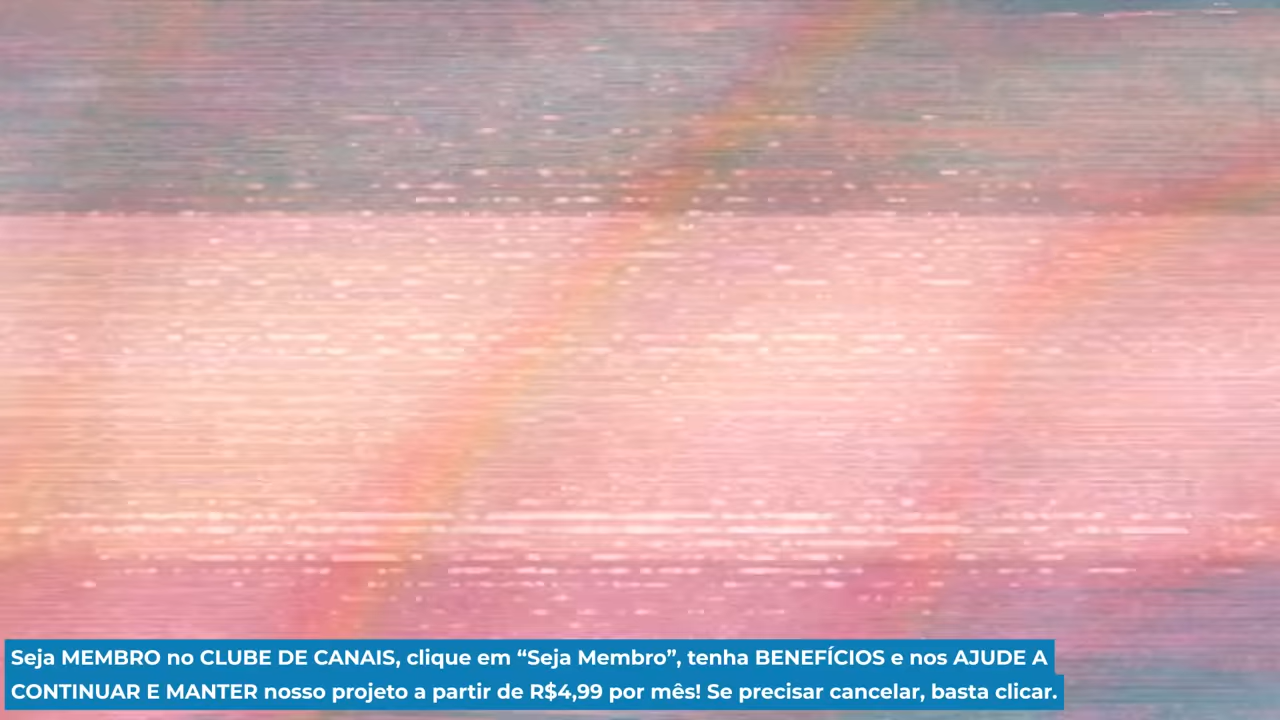 Seja MEMBRO no CLUBE DE CANAIS, clique em “Seja Membro”, tenha BENEFÍCIOS e nos AJUDE A
CONTINUAR E MANTER nosso projeto a partir de R$4,99 por mês! Se precisar cancelar, basta clicar.